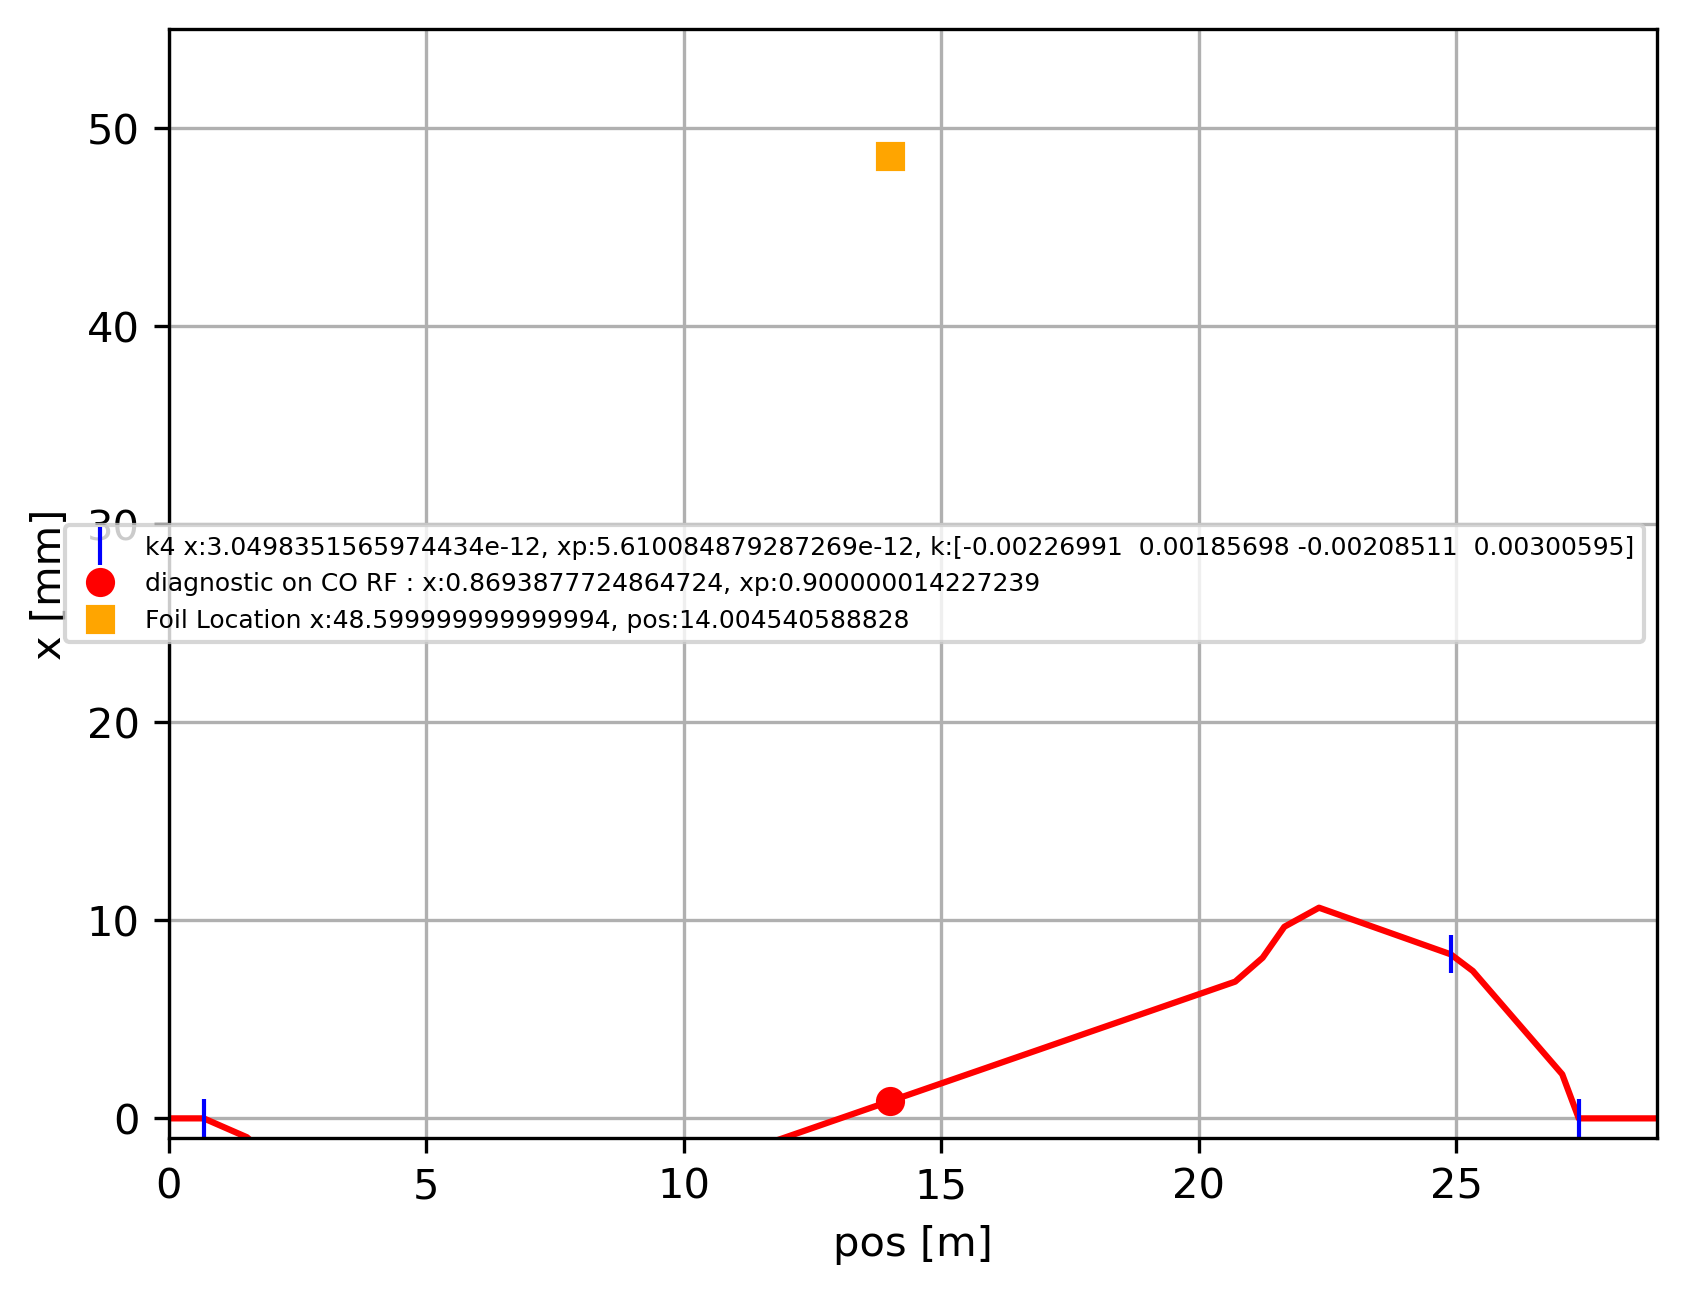 50
40
30
k4 x:3.0498351565974434e-12, xp:5.610084879287269e-12, k:[-0.00226991  0.00185698 -0.00208511  0.00300595]
diagnostic on CO RF : x:0.8693877724864724, xp:0.900000014227239
Foil Location x:48.599999999999994, pos:14.004540588828
x [mm]
20
10
0
0 5 10 15 20 25
pos [m]